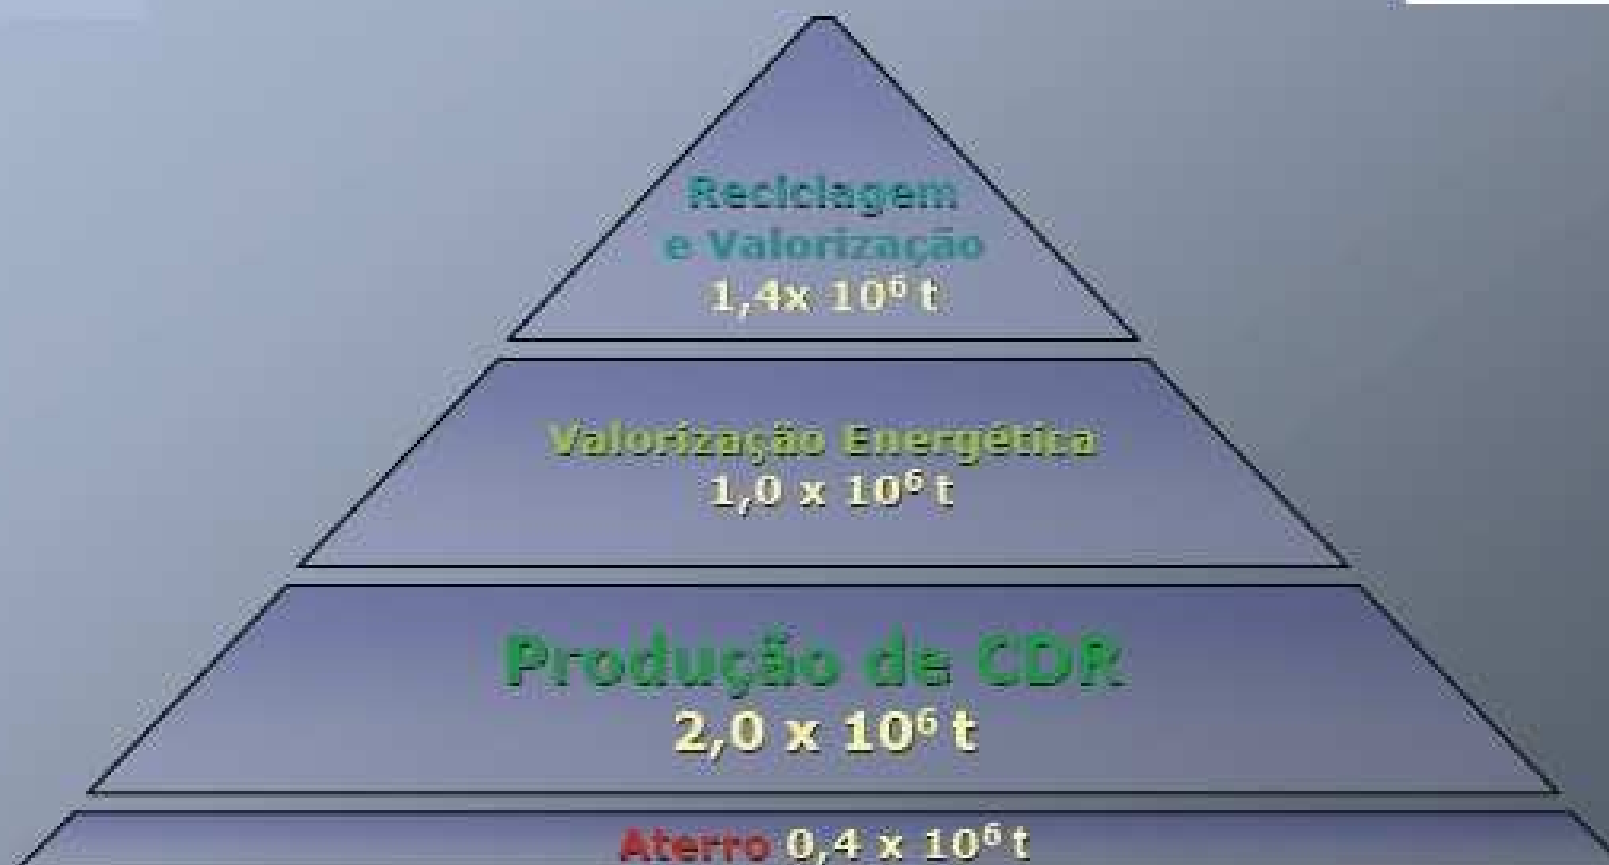 Reciclagem
e Valorização
1,4x 10⁶ t
Valorização Energética
1,0 x 10⁶ t
Produção de CDR
2,0 x 10⁶ t
Aterro 0,4 x 10⁶ t